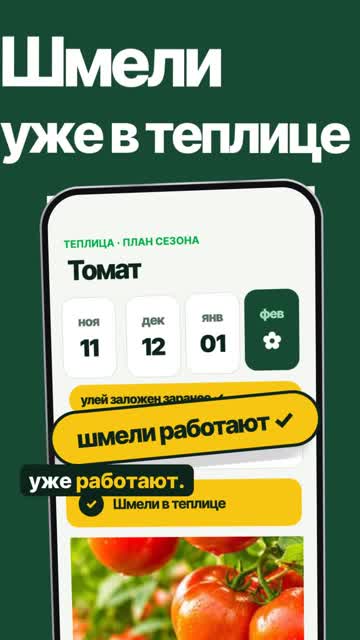 Шмели
уже в теплице
ТЕПЛИЦА · ПЛАН СЕЗОНА
Томат
ноя
дек
янв
фев
11
12
01
улей заложен заранее ✓
шмели работают ✓
уже работают.
Шмели в теплице